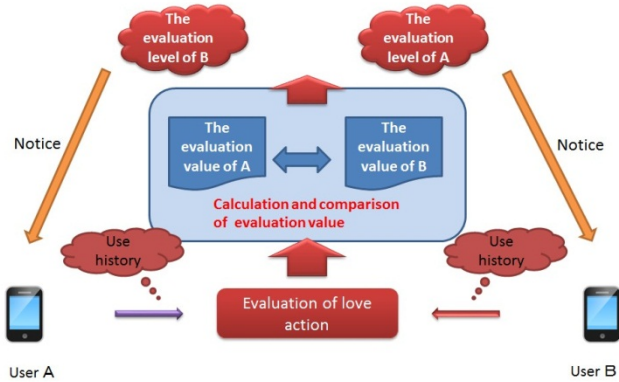 The
evaluation
level of B
The
evaluation
level of A
Notice
The
evaluation
value of A
The
evaluation
value of B
Notice
Calculation and comparison
of evaluation value
Use
history
Use
history
Evaluation of love
action
User A
User B